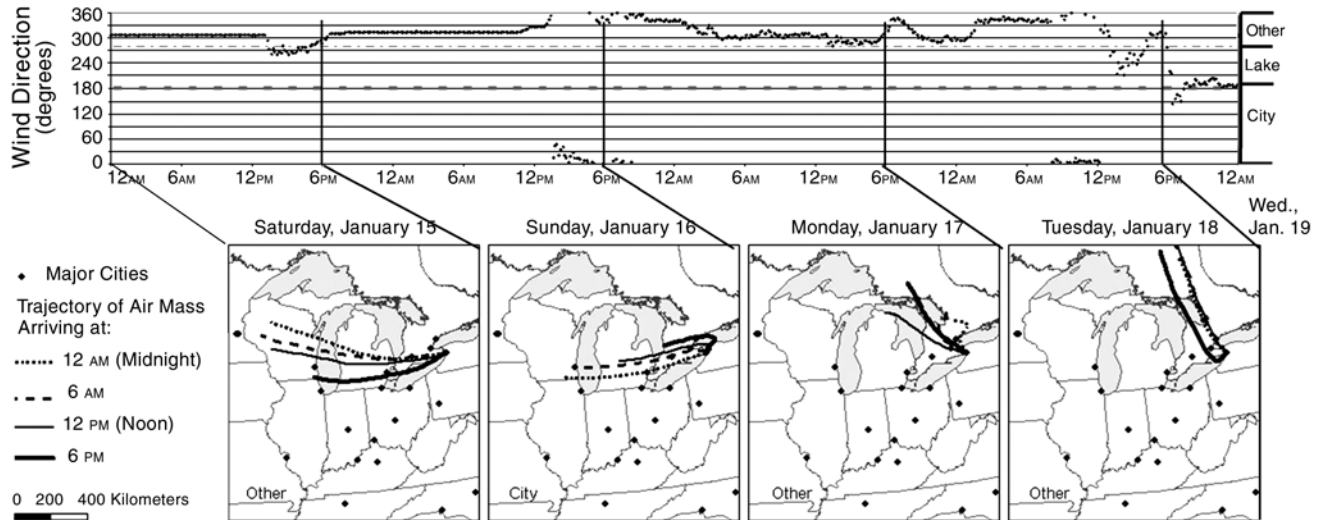 Wind Direction
(degrees)
360
300
240
180
120
60
0
Other
Lake
City
12AM 6AM 12PM 6PM 12AM 6AM 12PM 6PM 12AM 6AM 12PM 6PM 12AM 6AM 12PM 6PM 12AM
Wed.,
Jan. 19
Saturday, January 15
Sunday, January 16
Monday, January 17
Tuesday, January 18
Major Cities
Trajectory of Air Mass
Arriving at:
12 AM (Midnight)
6 AM
12 PM (Noon)
6 PM
0 200 400 Kilometers
Other
City
Other
Other